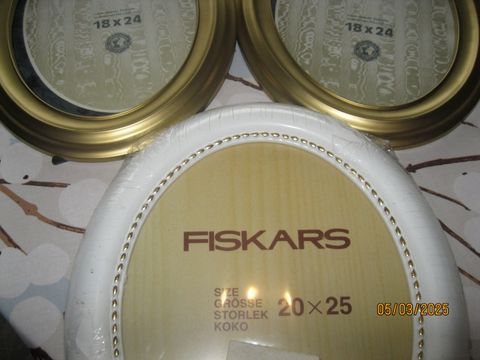 18 x 24
18 x 24
FISKARS
SIZE
GRÖSSE
STORLEK
KOKO
20 x 25
05/03/2025